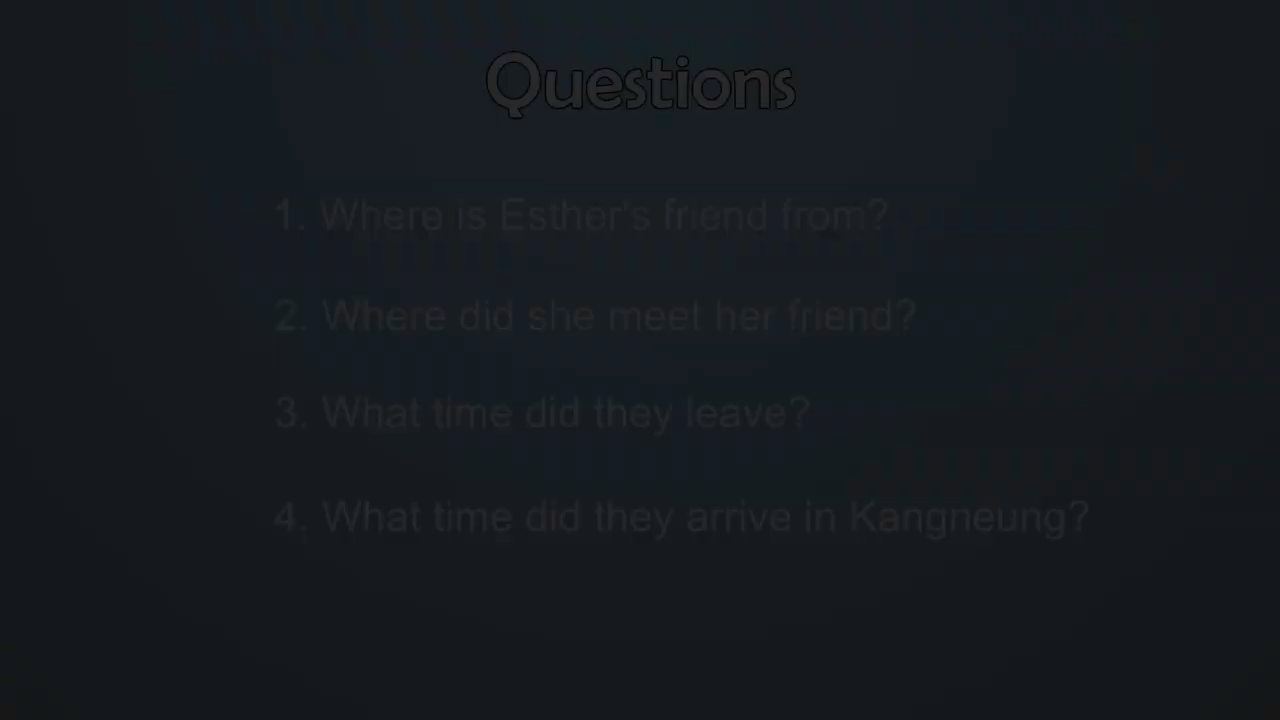 Questions
1. Where is Esther's friend from?
2. Where did she meet her friend?
3. What time did they leave?
4. What time did they arrive in Kangneung?